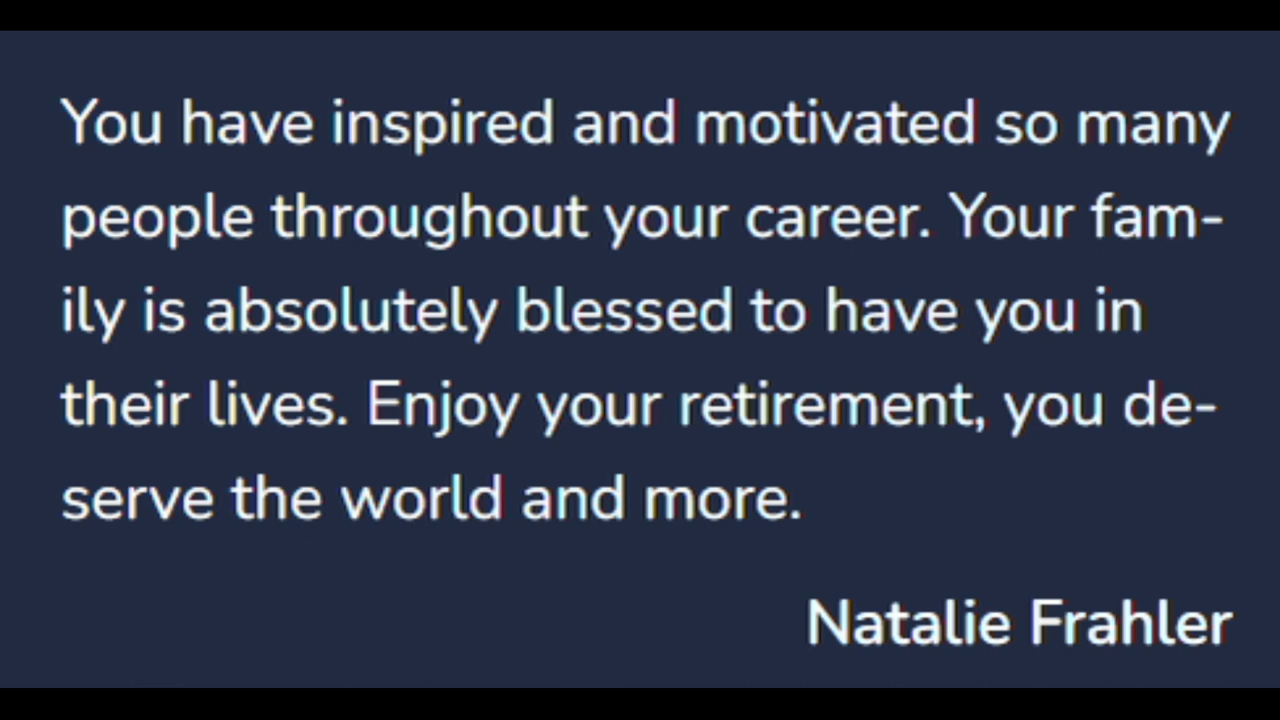 You have inspired and motivated so many
people throughout your career. Your fam-
ily is absolutely blessed to have you in
their lives. Enjoy your retirement, you de-
serve the world and more.
Natalie Frahler